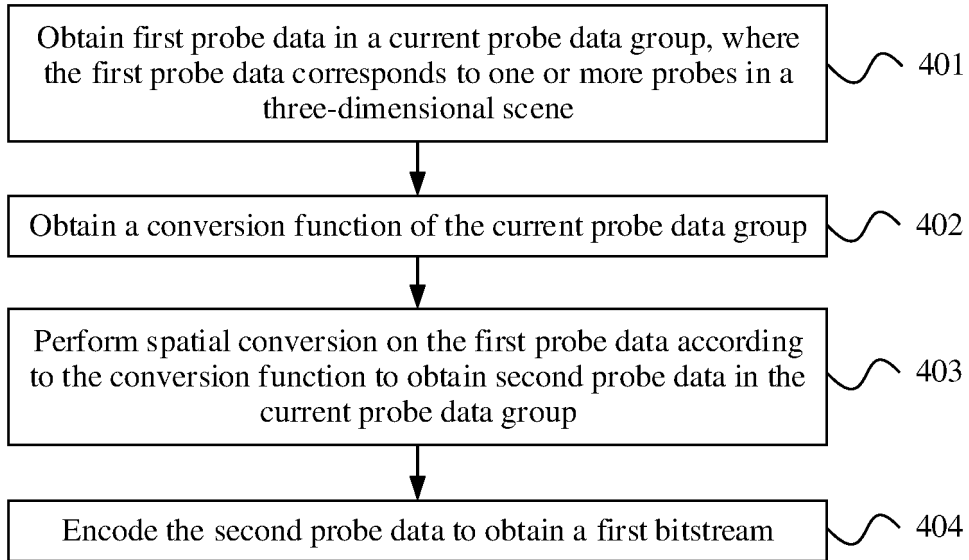 Obtain first probe data in a current probe data group, where
the first probe data corresponds to one or more probes in a
three-dimensional scene
401
Obtain a conversion function of the current probe data group
402
Perform spatial conversion on the first probe data according
to the conversion function to obtain second probe data in the
current probe data group
403
Encode the second probe data to obtain a first bitstream
404